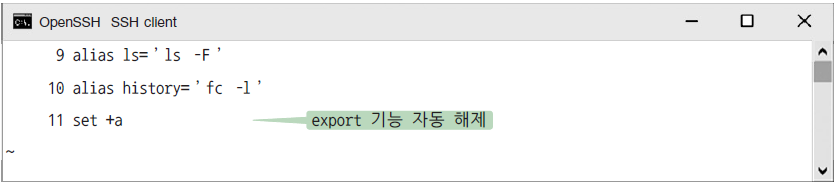 OpenSSH SSH client
9 alias ls='ls -F'
10 alias history='fc -l'
11 set +a export 기능 자동 해제
~